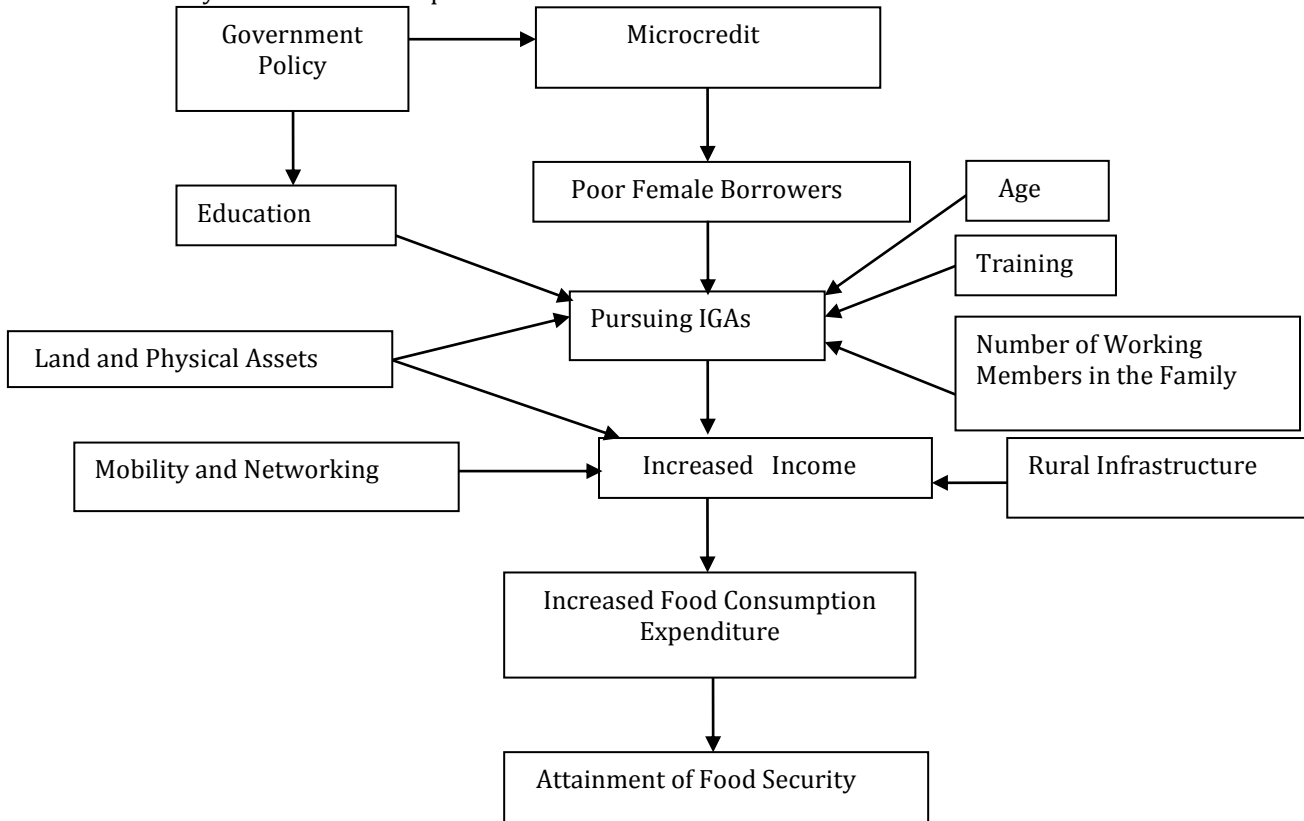 Government
Policy
Microcredit
Poor Female Borrowers
Education
Age
Training
Pursuing IGAs
Land and Physical Assets
Number of Working
Members in the Family
Increased Income
Mobility and Networking
Rural Infrastructure
Increased Food Consumption
Expenditure
Attainment of Food Security